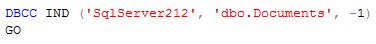 DBCC IND ('SqlServer212', 'dbo.Documents', -1)
GO